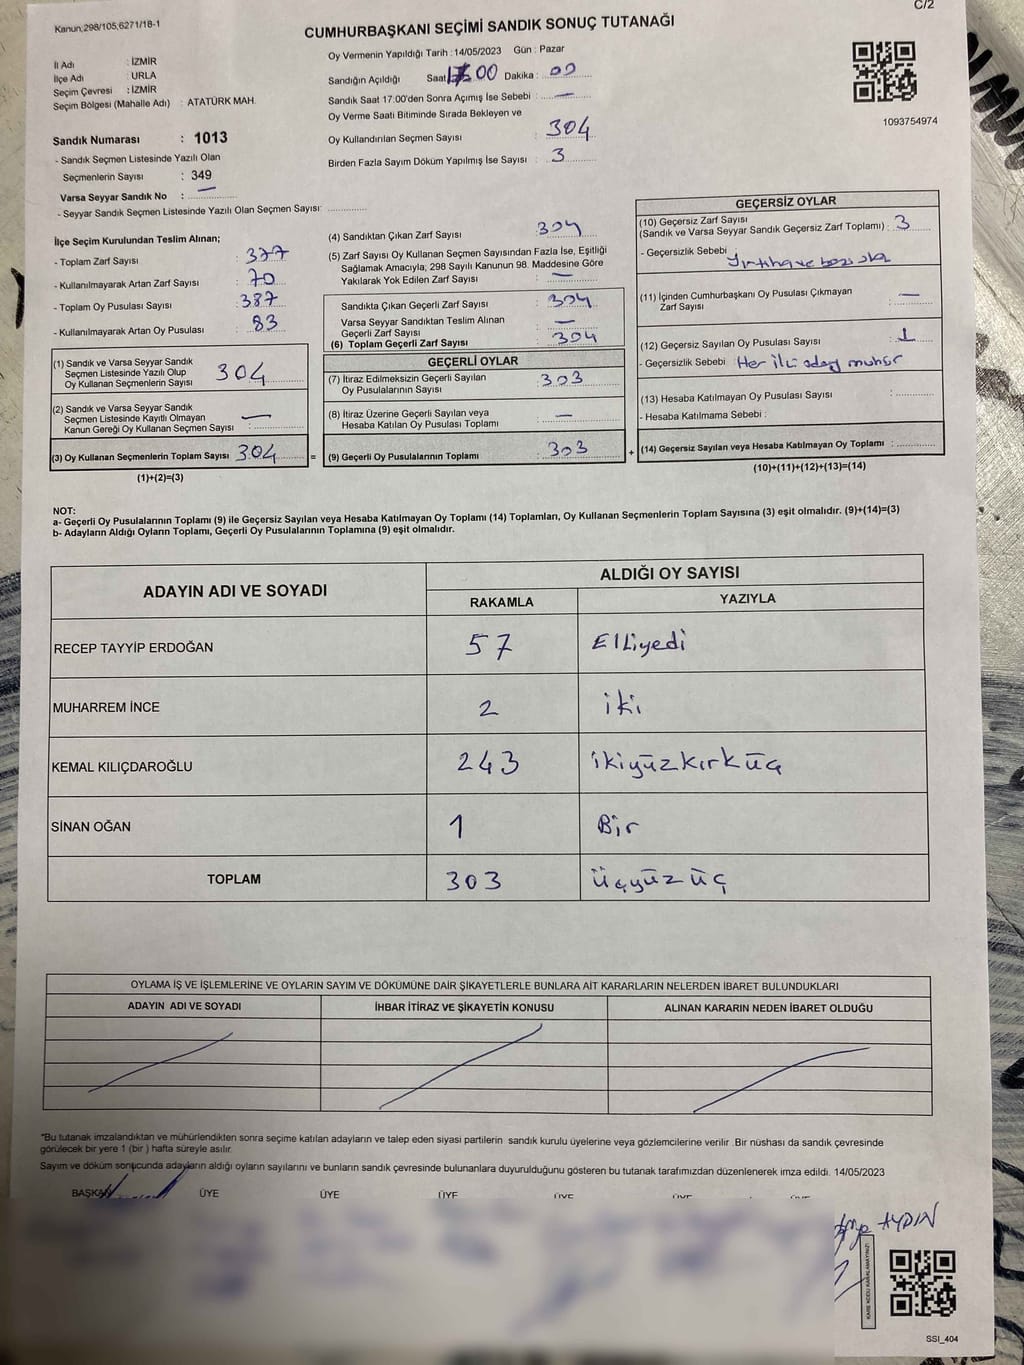 C/2
Kanun:298/105,6271/18-1
CUMHURBAŞKANI SEÇİMİ SANDIK SONUÇ TUTANAĞI
İl Adı : İZMİR
İlçe Adı : URLA
Seçim Çevresi : İZMİR
Seçim Bölgesi (Mahalle Adı) : ATATÜRK MAH.
Sandık Numarası : 1013
- Sandık Seçmen Listesinde Yazılı Olan
Seçmenlerin Sayısı : 349
Varsa Seyyar Sandık No : —
- Seyyar Sandık Seçmen Listesinde Yazılı Olan Seçmen Sayısı:
Oy Vermenin Yapıldığı Tarih : 14/05/2023 Gün : Pazar
Sandığın Açıldığı Saat 17:00 Dakika : 00
Sandık Saat 17:00'den Sonra Açımış İse Sebebi : —
Oy Verme Saati Bitiminde Sırada Bekleyen ve
Oy Kullandırılan Seçmen Sayısı : 304
Birden Fazla Sayım Döküm Yapılmış İse Sayısı : 3
1093754974
İlçe Seçim Kurulundan Teslim Alınan;
- Toplam Zarf Sayısı : 377
- Kullanılmayarak Artan Zarf Sayısı : 70
- Toplam Oy Pusulası Sayısı : 387
- Kullanılmayarak Artan Oy Pusulası : 83
(1) Sandık ve Varsa Seyyar Sandık
Seçmen Listesinde Yazılı Olup
Oy Kullanan Seçmenlerin Sayısı : 304
(2) Sandık ve Varsa Seyyar Sandık
Seçmen Listesinde Kayıtlı Olmayan
Kanun Gereği Oy Kullanan Seçmen Sayısı : —
(3) Oy Kullanan Seçmenlerin Toplam Sayısı : 304 =
(1)+(2)=(3)
(4) Sandıktan Çıkan Zarf Sayısı : 304
(5) Zarf Sayısı Oy Kullanan Seçmen Sayısından Fazla İse, Eşitliği
Sağlamak Amacıyla, 298 Sayılı Kanunun 98. Maddesine Göre
Yakılarak Yok Edilen Zarf Sayısı : —
Sandıkta Çıkan Geçerli Zarf Sayısı : 304
Varsa Seyyar Sandıktan Teslim Alınan
Geçerli Zarf Sayısı : —
(6) Toplam Geçerli Zarf Sayısı : 304
GEÇERLİ OYLAR
(7) İtiraz Edilmeksizin Geçerli Sayılan
Oy Pusulalarının Sayısı : 303
(8) İtiraz Üzerine Geçerli Sayılan veya
Hesaba Katılan Oy Pusulası Toplamı : —
(9) Geçerli Oy Pusulalarının Toplamı : 303 +
GEÇERSİZ OYLAR
(10) Geçersiz Zarf Sayısı
(Sandık ve Varsa Seyyar Sandık Geçersiz Zarf Toplamı) : 3
- Geçersizlik Sebebi :
(11) İçinden Cumhurbaşkanı Oy Pusulası Çıkmayan
Zarf Sayısı : —
(12) Geçersiz Sayılan Oy Pusulası Sayısı : 1
- Geçersizlik Sebebi : Her iki aday mühür
(13) Hesaba Katılmayan Oy Pusulası Sayısı :
- Hesaba Katılmama Sebebi :
(14) Geçersiz Sayılan veya Hesaba Katılmayan Oy Toplamı :
(10)+(11)+(12)+(13)=(14)
NOT:
a- Geçerli Oy Pusulalarının Toplamı (9) ile Geçersiz Sayılan veya Hesaba Katılmayan Oy Toplamı (14) Toplamları, Oy Kullanan Seçmenlerin Toplam Sayısına (3) eşit olmalıdır. (9)+(14)=(3)
b- Adayların Aldığı Oyların Toplamı, Geçerli Oy Pusulalarının Toplamına (9) eşit olmalıdır.
ADAYIN ADI VE SOYADI ALDIĞI OY SAYISI
RAKAMLA YAZIYLA
RECEP TAYYİP ERDOĞAN 57 Elliyedi
MUHARREM İNCE 2 iki
KEMAL KILIÇDAROĞLU 243 ikiyüzkırküç
SİNAN OĞAN 1 Bir
TOPLAM 303 Üçyüz üç
OYLAMA İŞ VE İŞLEMLERİNE VE OYLARIN SAYIM VE DÖKÜMÜNE DAİR ŞİKAYETLERLE BUNLARA AİT KARARLARIN NELERDEN İBARET BULUNDUKLARI
ADAYIN ADI VE SOYADI İHBAR İTİRAZ VE ŞİKAYETİN KONUSU ALINAN KARARIN NEDEN İBARET OLDUĞU
*Bu tutanak imzalandıktan ve mühürlendikten sonra seçime katılan adayların ve talep eden siyasi partilerin sandık kurulu üyelerine veya gözlemcilerine verilir .Bir nüshası da sandık çevresinde
görülecek bir yere 1 (bir ) hafta süreyle asılır.
Sayım ve döküm sonucunda adayların aldığı oyların sayılarını ve bunların sandık çevresinde bulunanlara duyurulduğunu gösteren bu tutanak tarafımızdan düzenlenerek imza edildi. 14/05/2023
BAŞKAN ÜYE ÜYE ÜYE ÜYE ÜYE ÜYE
AYDIN
SSI_404